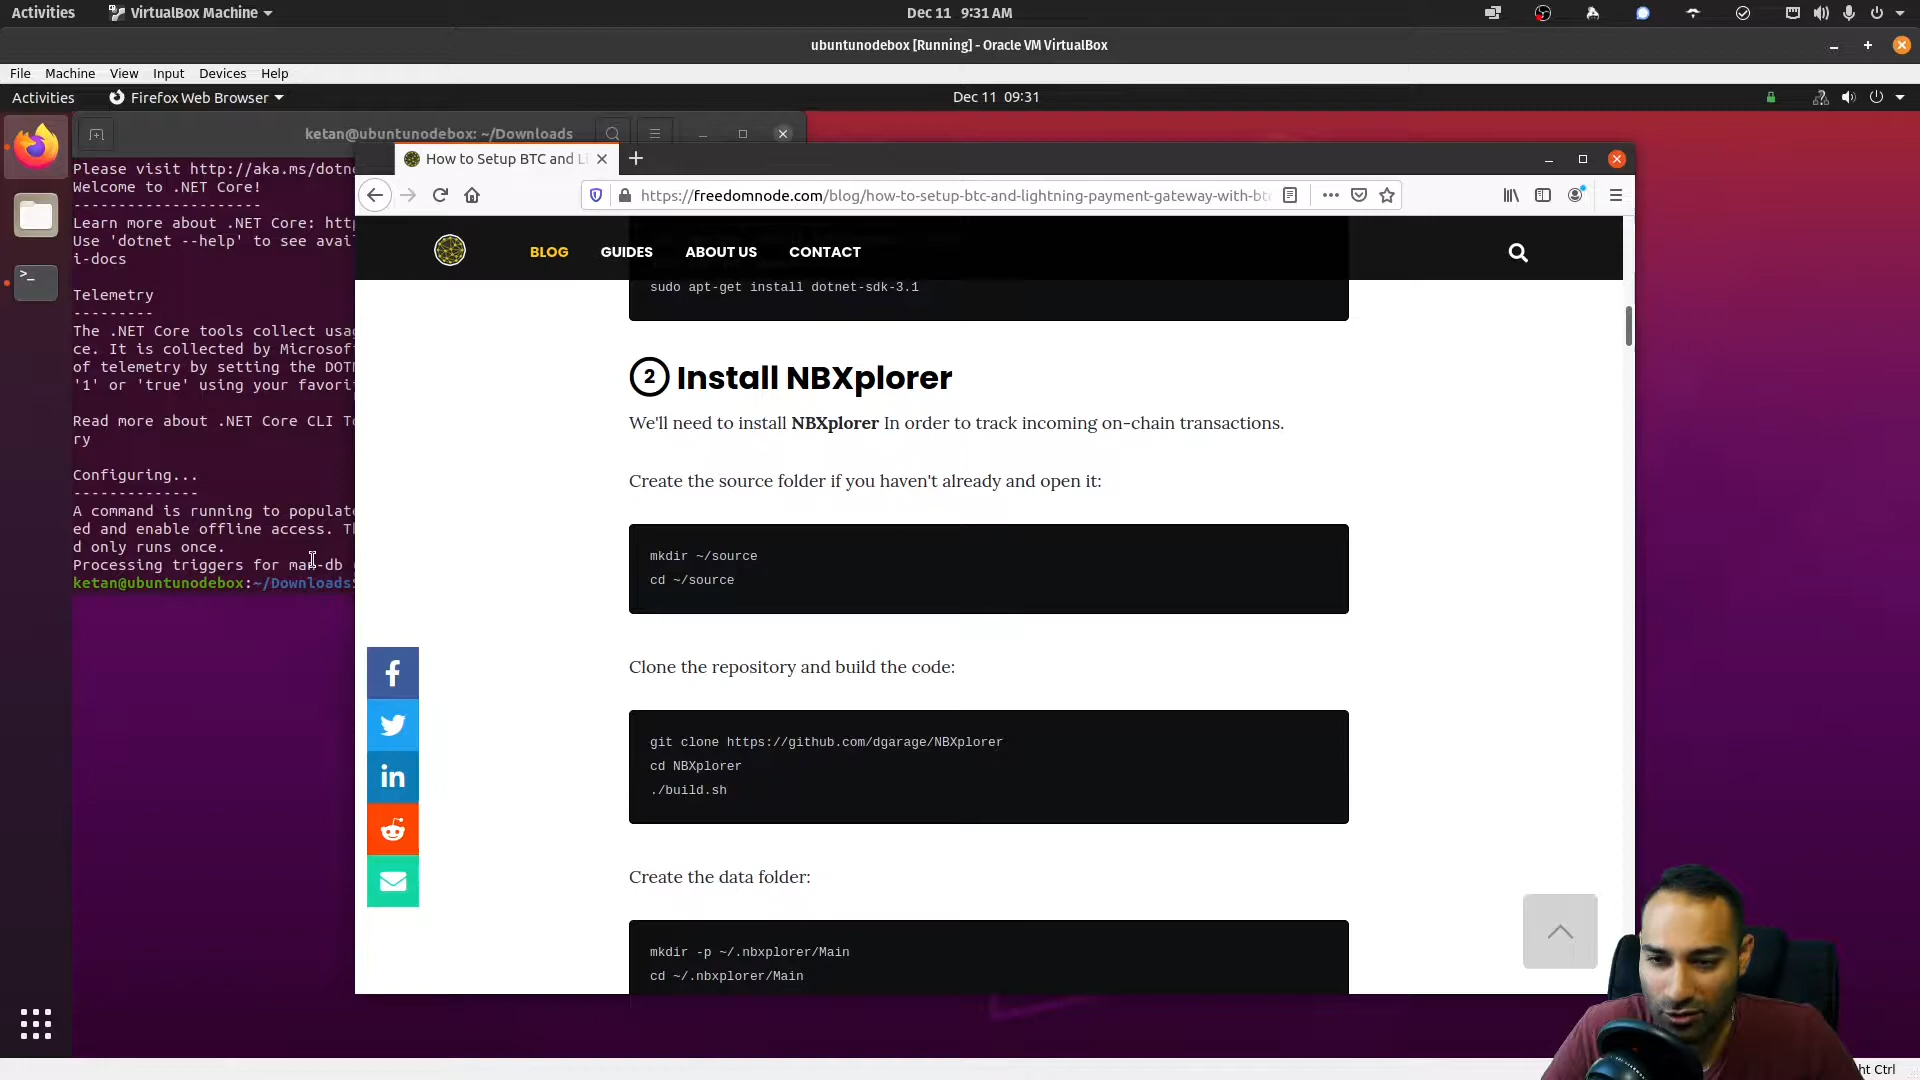 Activities VirtualBox Machine Dec 11 9:31 AM
ubuntunodebox [Running] - Oracle VM VirtualBox
File Machine View Input Devices Help
Activities Firefox Web Browser Dec 11 09:31
ketan@ubuntunodebox: ~/Downloads
Please visit http://aka.ms/dotne
Welcome to .NET Core!
---------------------
Learn more about .NET Core: htt
Use 'dotnet --help' to see avai
i-docs
Telemetry
---------
The .NET Core tools collect usag
ce. It is collected by Microsof
of telemetry by setting the DOT
'1' or 'true' using your favori
Read more about .NET Core CLI T
ry
Configuring...
--------------
A command is running to populate
ed and enable offline access. Th
d only runs once.
Processing triggers for man-db
ketan@ubuntunodebox:~/Downloads$
How to Setup BTC and Li
https://freedomnode.com/blog/how-to-setup-btc-and-lightning-payment-gateway-with-bt
BLOG GUIDES ABOUT US CONTACT
sudo apt-get install dotnet-sdk-3.1
2 Install NBXplorer
We'll need to install NBXplorer In order to track incoming on-chain transactions.
Create the source folder if you haven't already and open it:
mkdir ~/source
cd ~/source
Clone the repository and build the code:
git clone https://github.com/dgarage/NBXplorer
cd NBXplorer
./build.sh
Create the data folder:
mkdir -p ~/.nbxplorer/Main
cd ~/.nbxplorer/Main
ht Ctrl